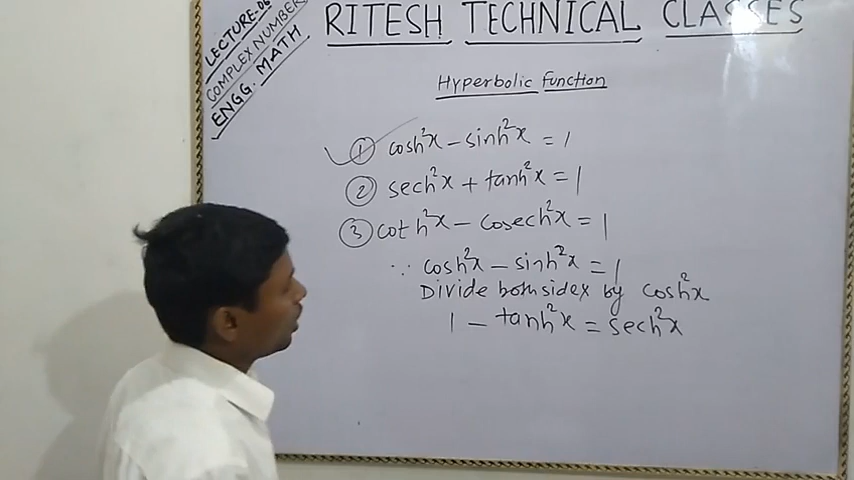 LECTURE-06
COMPLEX NUMBER
ENGG. MATH
RITESH TECHNICAL CLASSES
Hyperbolic Function
① cosh²x - sinh²x = 1
② sech²x + tanh²x = 1
③ coth²x - cosech²x = 1
∵ cosh²x - sinh²x = 1
Divide both sidex by cosh²x
1 - tanh²x = sech²x